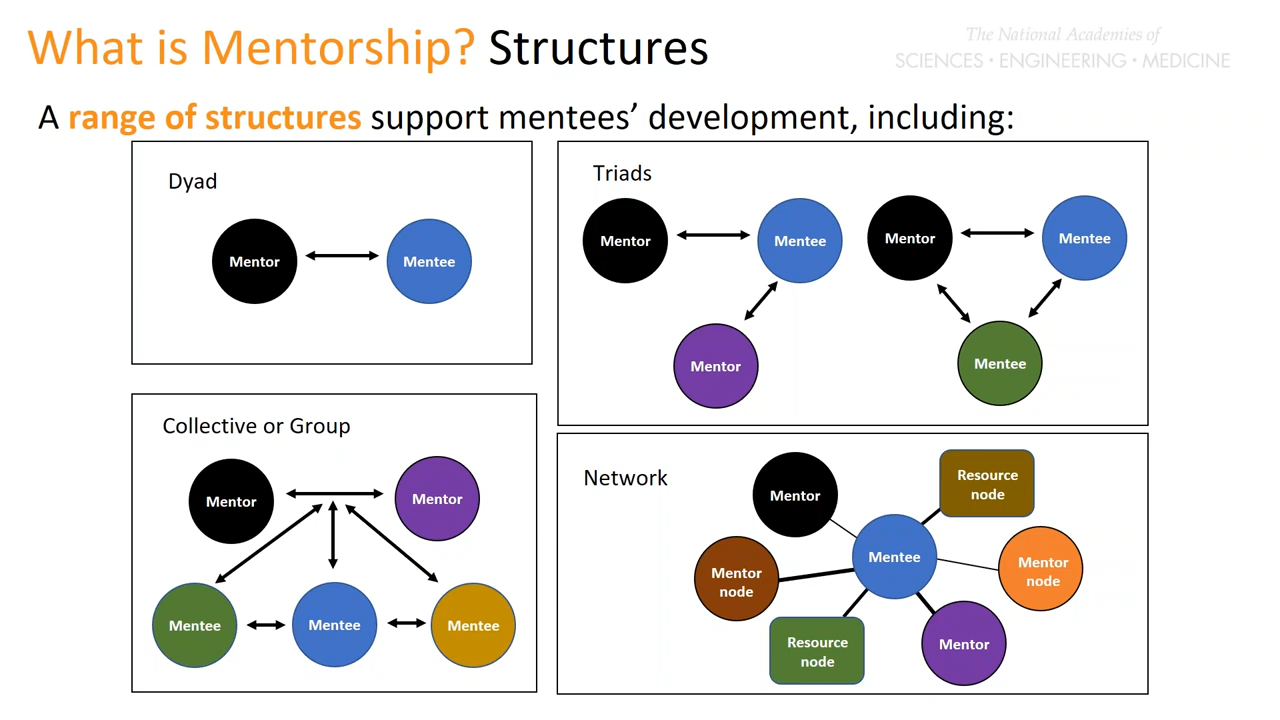 What is Mentorship? Structures
The National Academies of
SCIENCES • ENGINEERING • MEDICINE
A range of structures support mentees’ development, including:
Dyad
Mentor
Mentee
Triads
Mentor
Mentee
Mentor
Mentor
Mentee
Mentee
Collective or Group
Mentor
Mentor
Mentee
Mentee
Mentee
Network
Mentor
Resource
node
Mentee
Mentor
node
Mentor
node
Resource
node
Mentor